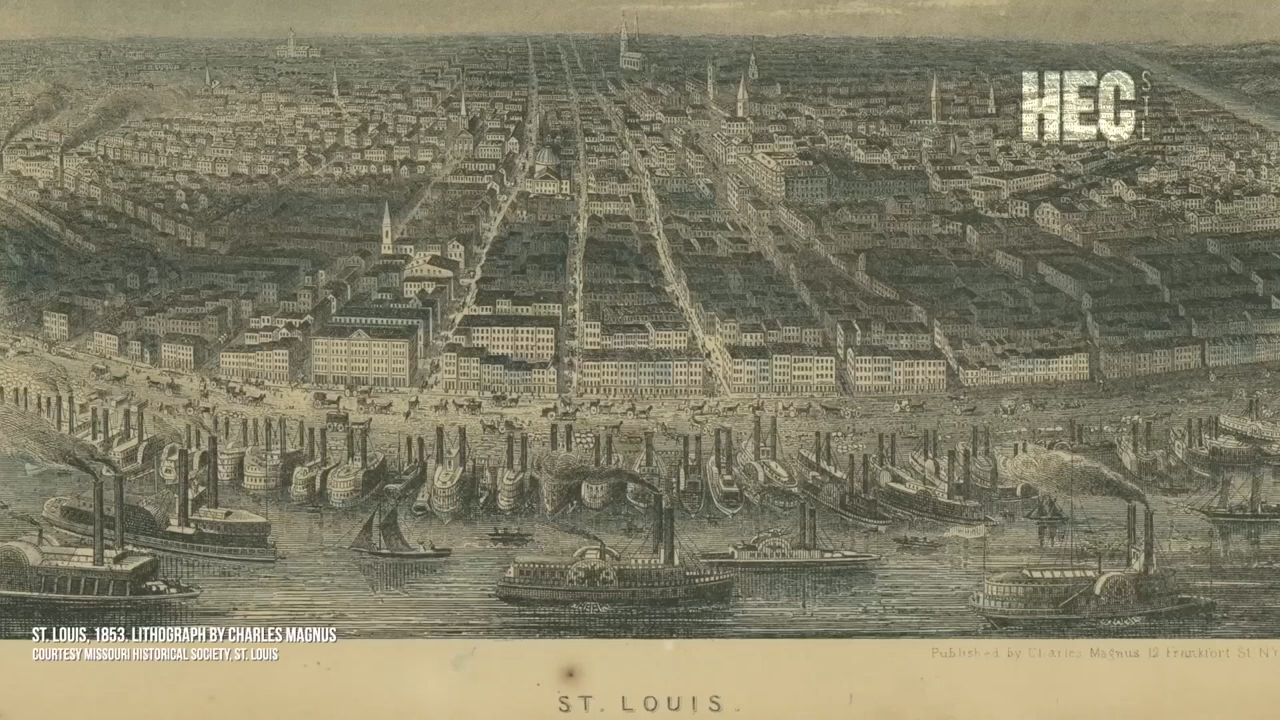 HEC
STL
ST. LOUIS, 1853, LITHOGRAPH BY CHARLES MAGNUS
COURTESY MISSOURI HISTORICAL SOCIETY, ST. LOUIS
Published by Charles Magnus 12 Frankfort St N.Y
ST. LOUIS.